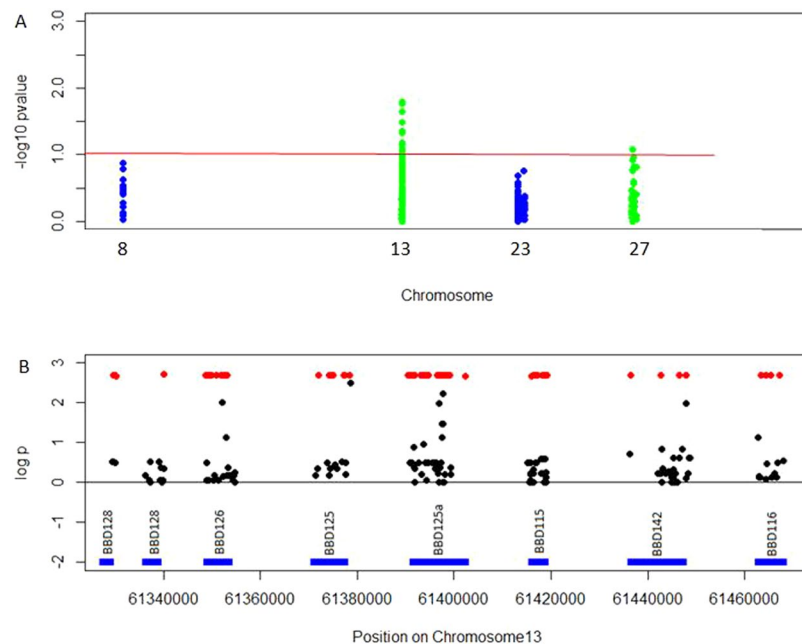 A
3.0
2.0
1.0
0.0
-log10 pvalue
8 13 23 27
Chromosome
B
3
2
1
0
-1
-2
log p
BBD128 BBD128 BBD126 BBD125 BBD125a BBD115 BBD142 BBD116
61340000 61360000 61380000 61400000 61420000 61440000 61460000
Position on Chromosome13